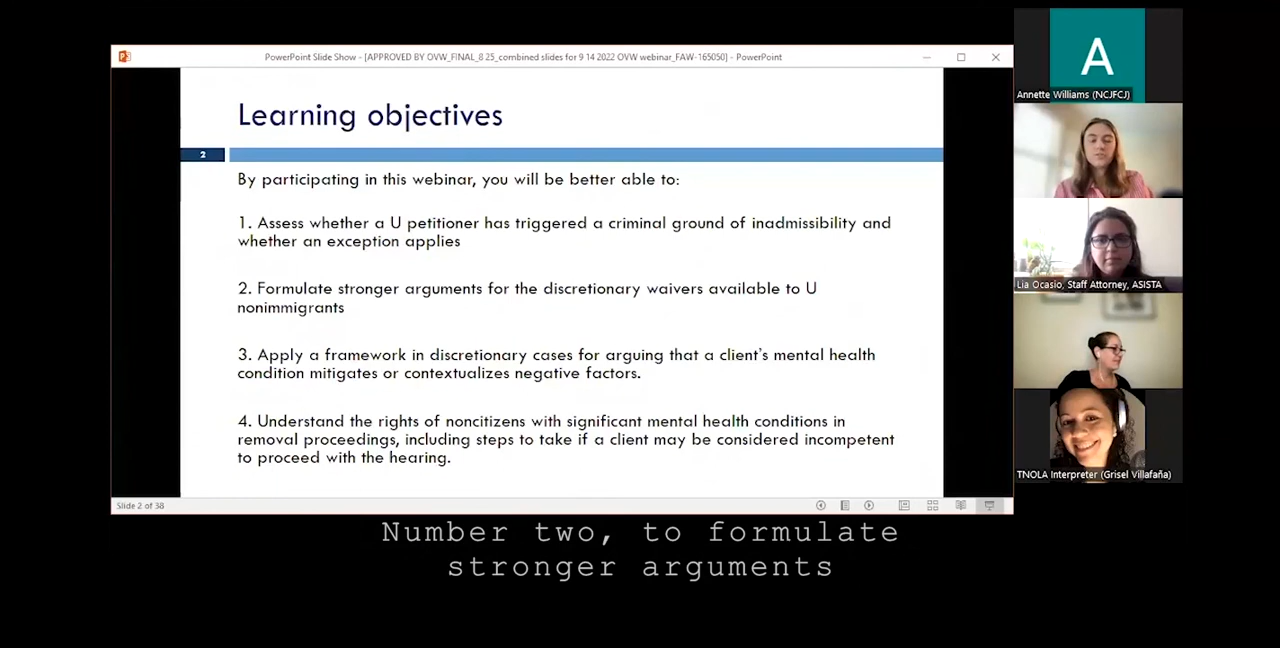 PowerPoint Slide Show - [APPROVED BY OVW_FINAL_8 25_combined slides for 9 14 2022 OVW webinar_FAW-165050] - PowerPoint
Learning objectives
2
By participating in this webinar, you will be better able to:
1. Assess whether a U petitioner has triggered a criminal ground of inadmissibility and
whether an exception applies
2. Formulate stronger arguments for the discretionary waivers available to U
nonimmigrants
3. Apply a framework in discretionary cases for arguing that a client's mental health
condition mitigates or contextualizes negative factors.
4. Understand the rights of noncitizens with significant mental health conditions in
removal proceedings, including steps to take if a client may be considered incompetent
to proceed with the hearing.
Slide 2 of 38
A
Annette Williams (NCJFCJ)
Lia Ocasio, Staff Attorney, ASISTA
TNOLA Interpreter (Grisel Villafaña)
Number two, to formulate
stronger arguments